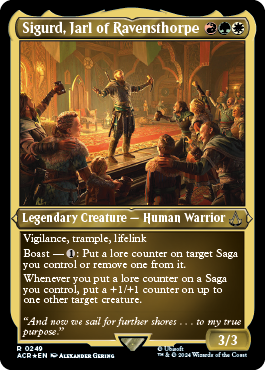 Sigurd, Jarl of Ravensthorpe
Legendary Creature — Human Warrior
Vigilance, trample, lifelink
Boast — 1: Put a lore counter on target Saga
you control or remove one from it.
Whenever you put a lore counter on a Saga
you control, put a +1/+1 counter on up to
one other target creature.
"And now we sail for further shores . . . to my true
purpose."
3/3
R 0249
ACR★EN ALEXANDER GERING
© Ubisoft
™ & © 2024 Wizards of the Coast